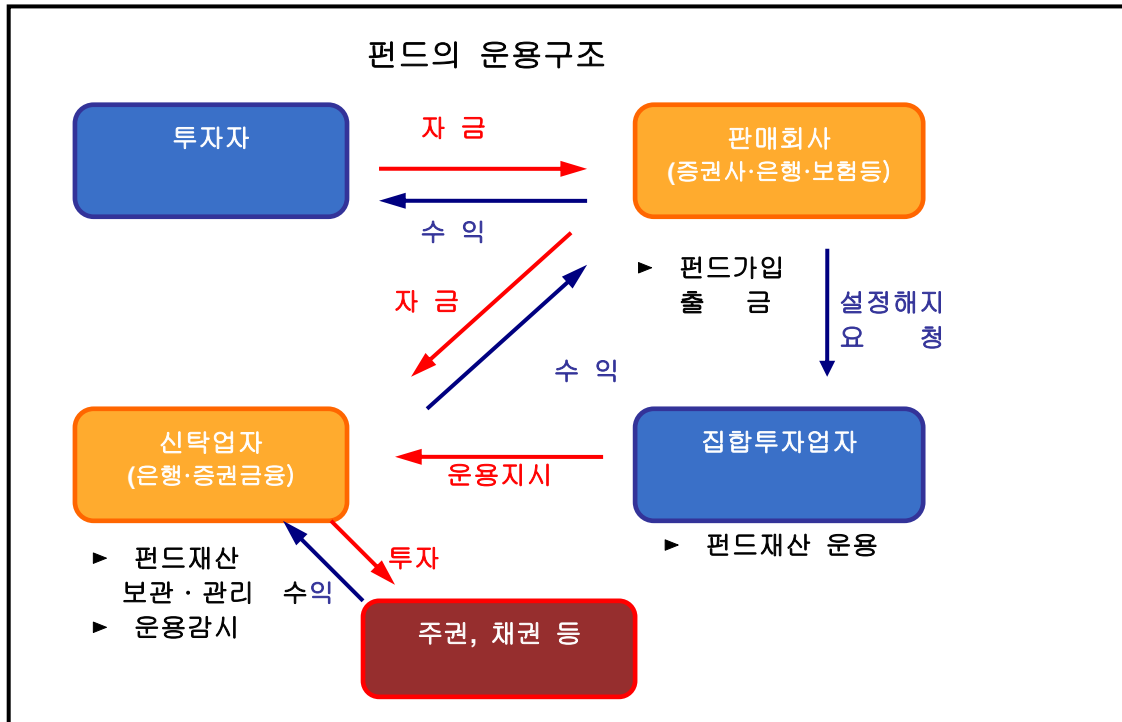 펀드의 운용구조
투자자
자 금
판매회사
(증권사·은행·보험등)
수 익
자 금
► 펀드가입
출 금
설정해지
요 청
수 익
신탁업자
(은행·증권금융)
운용지시
집합투자업자
► 펀드재산 운용
► 펀드재산
보관 · 관리
► 운용감시
수익
투자
주권, 채권 등